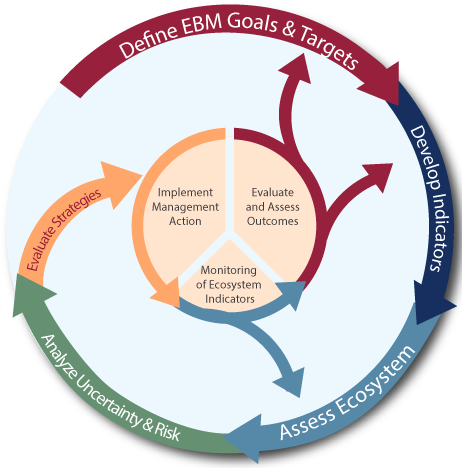 Define EBM Goals & Targets
Develop Indicators
Assess Ecosystem
Analyze Uncertainty & Risk
Evaluate Strategies
Implement
Management
Action
Evaluate
and Assess
Outcomes
Monitoring
of Ecosystem
Indicators